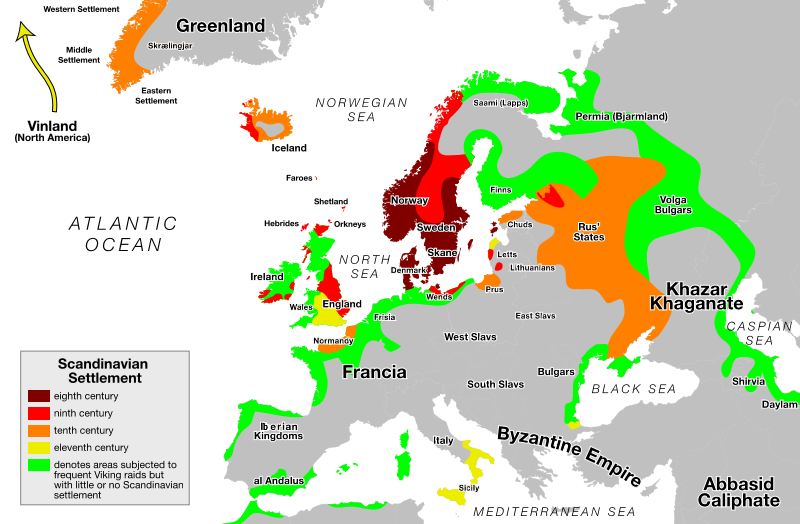 Western Settlement
Greenland
Skrælingjar
Middle
Settlement
Eastern
Settlement
Vinland
(North America)
NORWEGIAN
SEA
Saami (Lapps)
Permia (Bjarmland)
Iceland
Faroes
Shetland
Hebrides
Orkneys
Norway
Finns
Volga
Bulgars
ATLANTIC
OCEAN
Sweden
Chuds
Rus'
States
Skane
NORTH
SEA
Letts
Denmark
Lithuanians
Ireland
Prus
Wends
Khazar
Khaganate
Wales
England
Frisia
East Slavs
CASPIAN
SEA
Normandy
West Slavs
Francia
Bulgars
South Slavs
BLACK SEA
Shirvia
Daylam
Scandinavian
Settlement
eighth century
ninth century
tenth century
eleventh century
denotes areas subjected to
frequent Viking raids but
with little or no Scandinavian
settlement
Iberian
Kingdoms
Italy
Byzantine Empire
al Andalus
Sicily
Abbasid
Caliphate
MEDITERRANEAN SEA